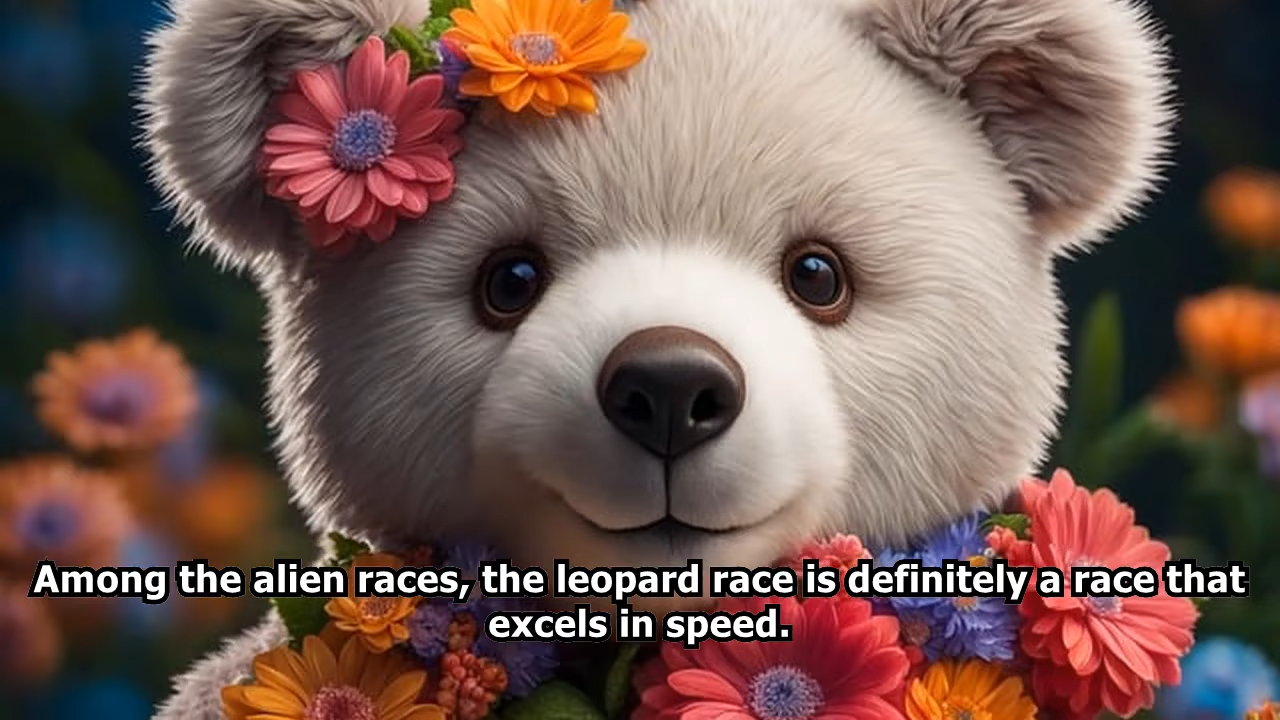 Among the alien races, the leopard race is definitely a race that
excels in speed.